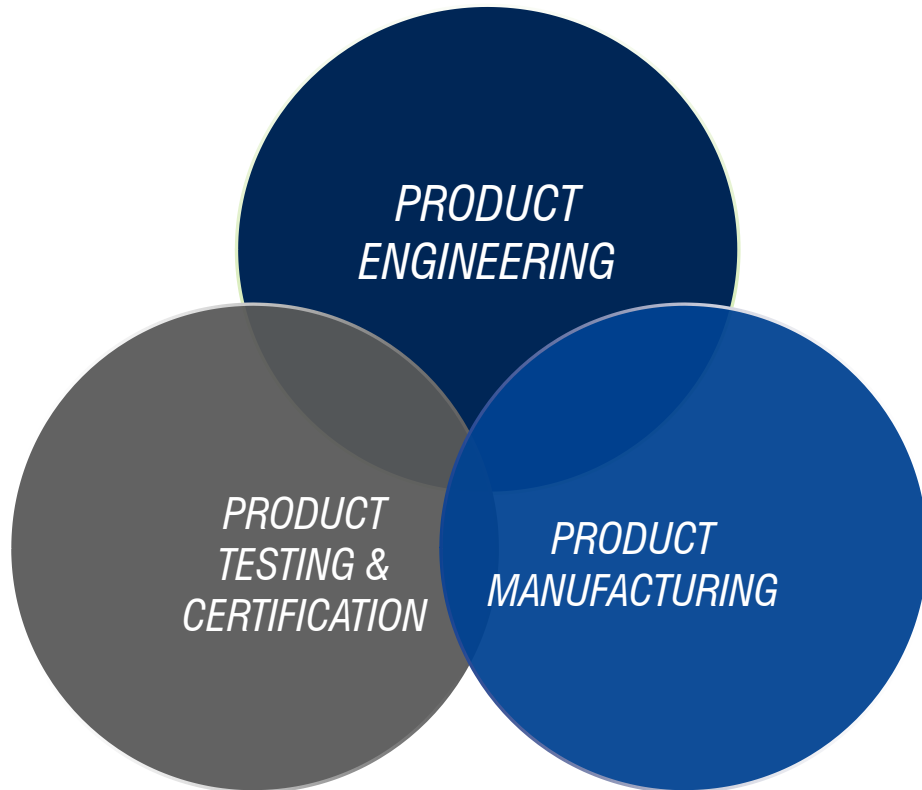 PRODUCT
ENGINEERING
PRODUCT
TESTING &
CERTIFICATION
PRODUCT
MANUFACTURING